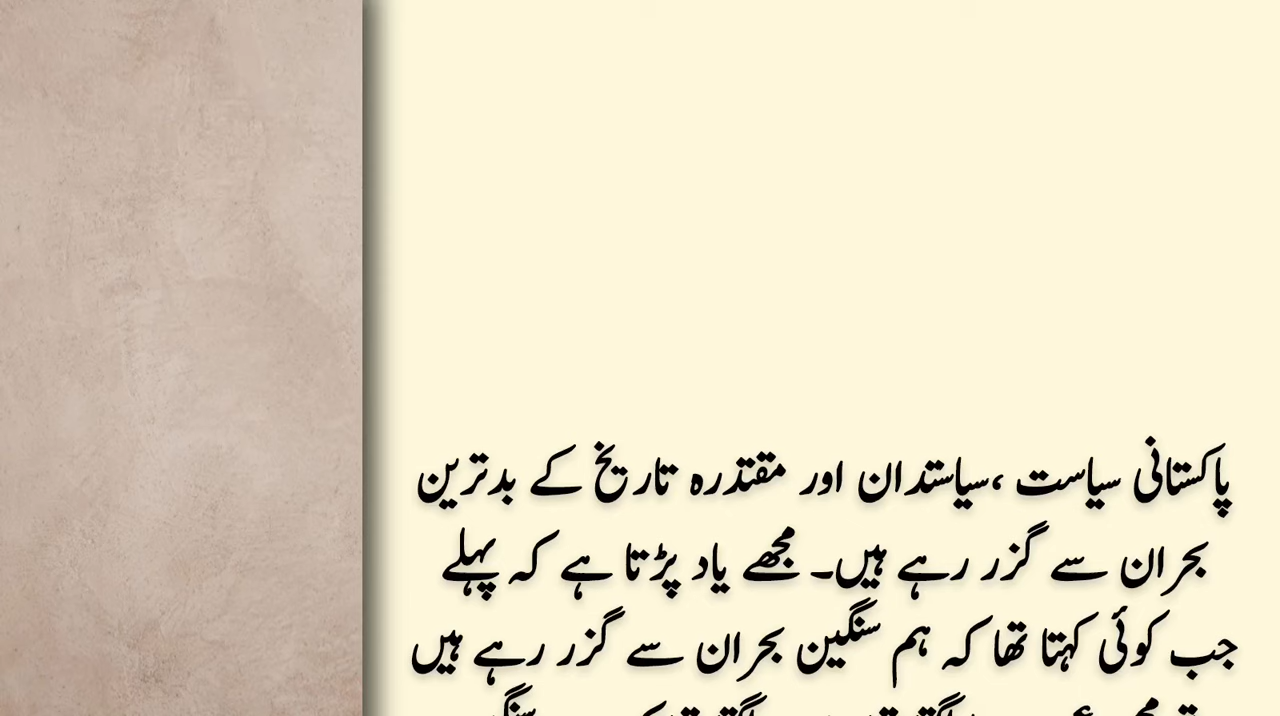 پاکستانی سیاست ،سیاستدان اور مقتدرہ تاریخ کے بدترین
بحران سے گزر رہے ہیں۔ مجھے یاد پڑتا ہے کہ پہلے
جب کوئی کہتا تھا کہ ہم سنگین بحران سے گزر رہے ہیں